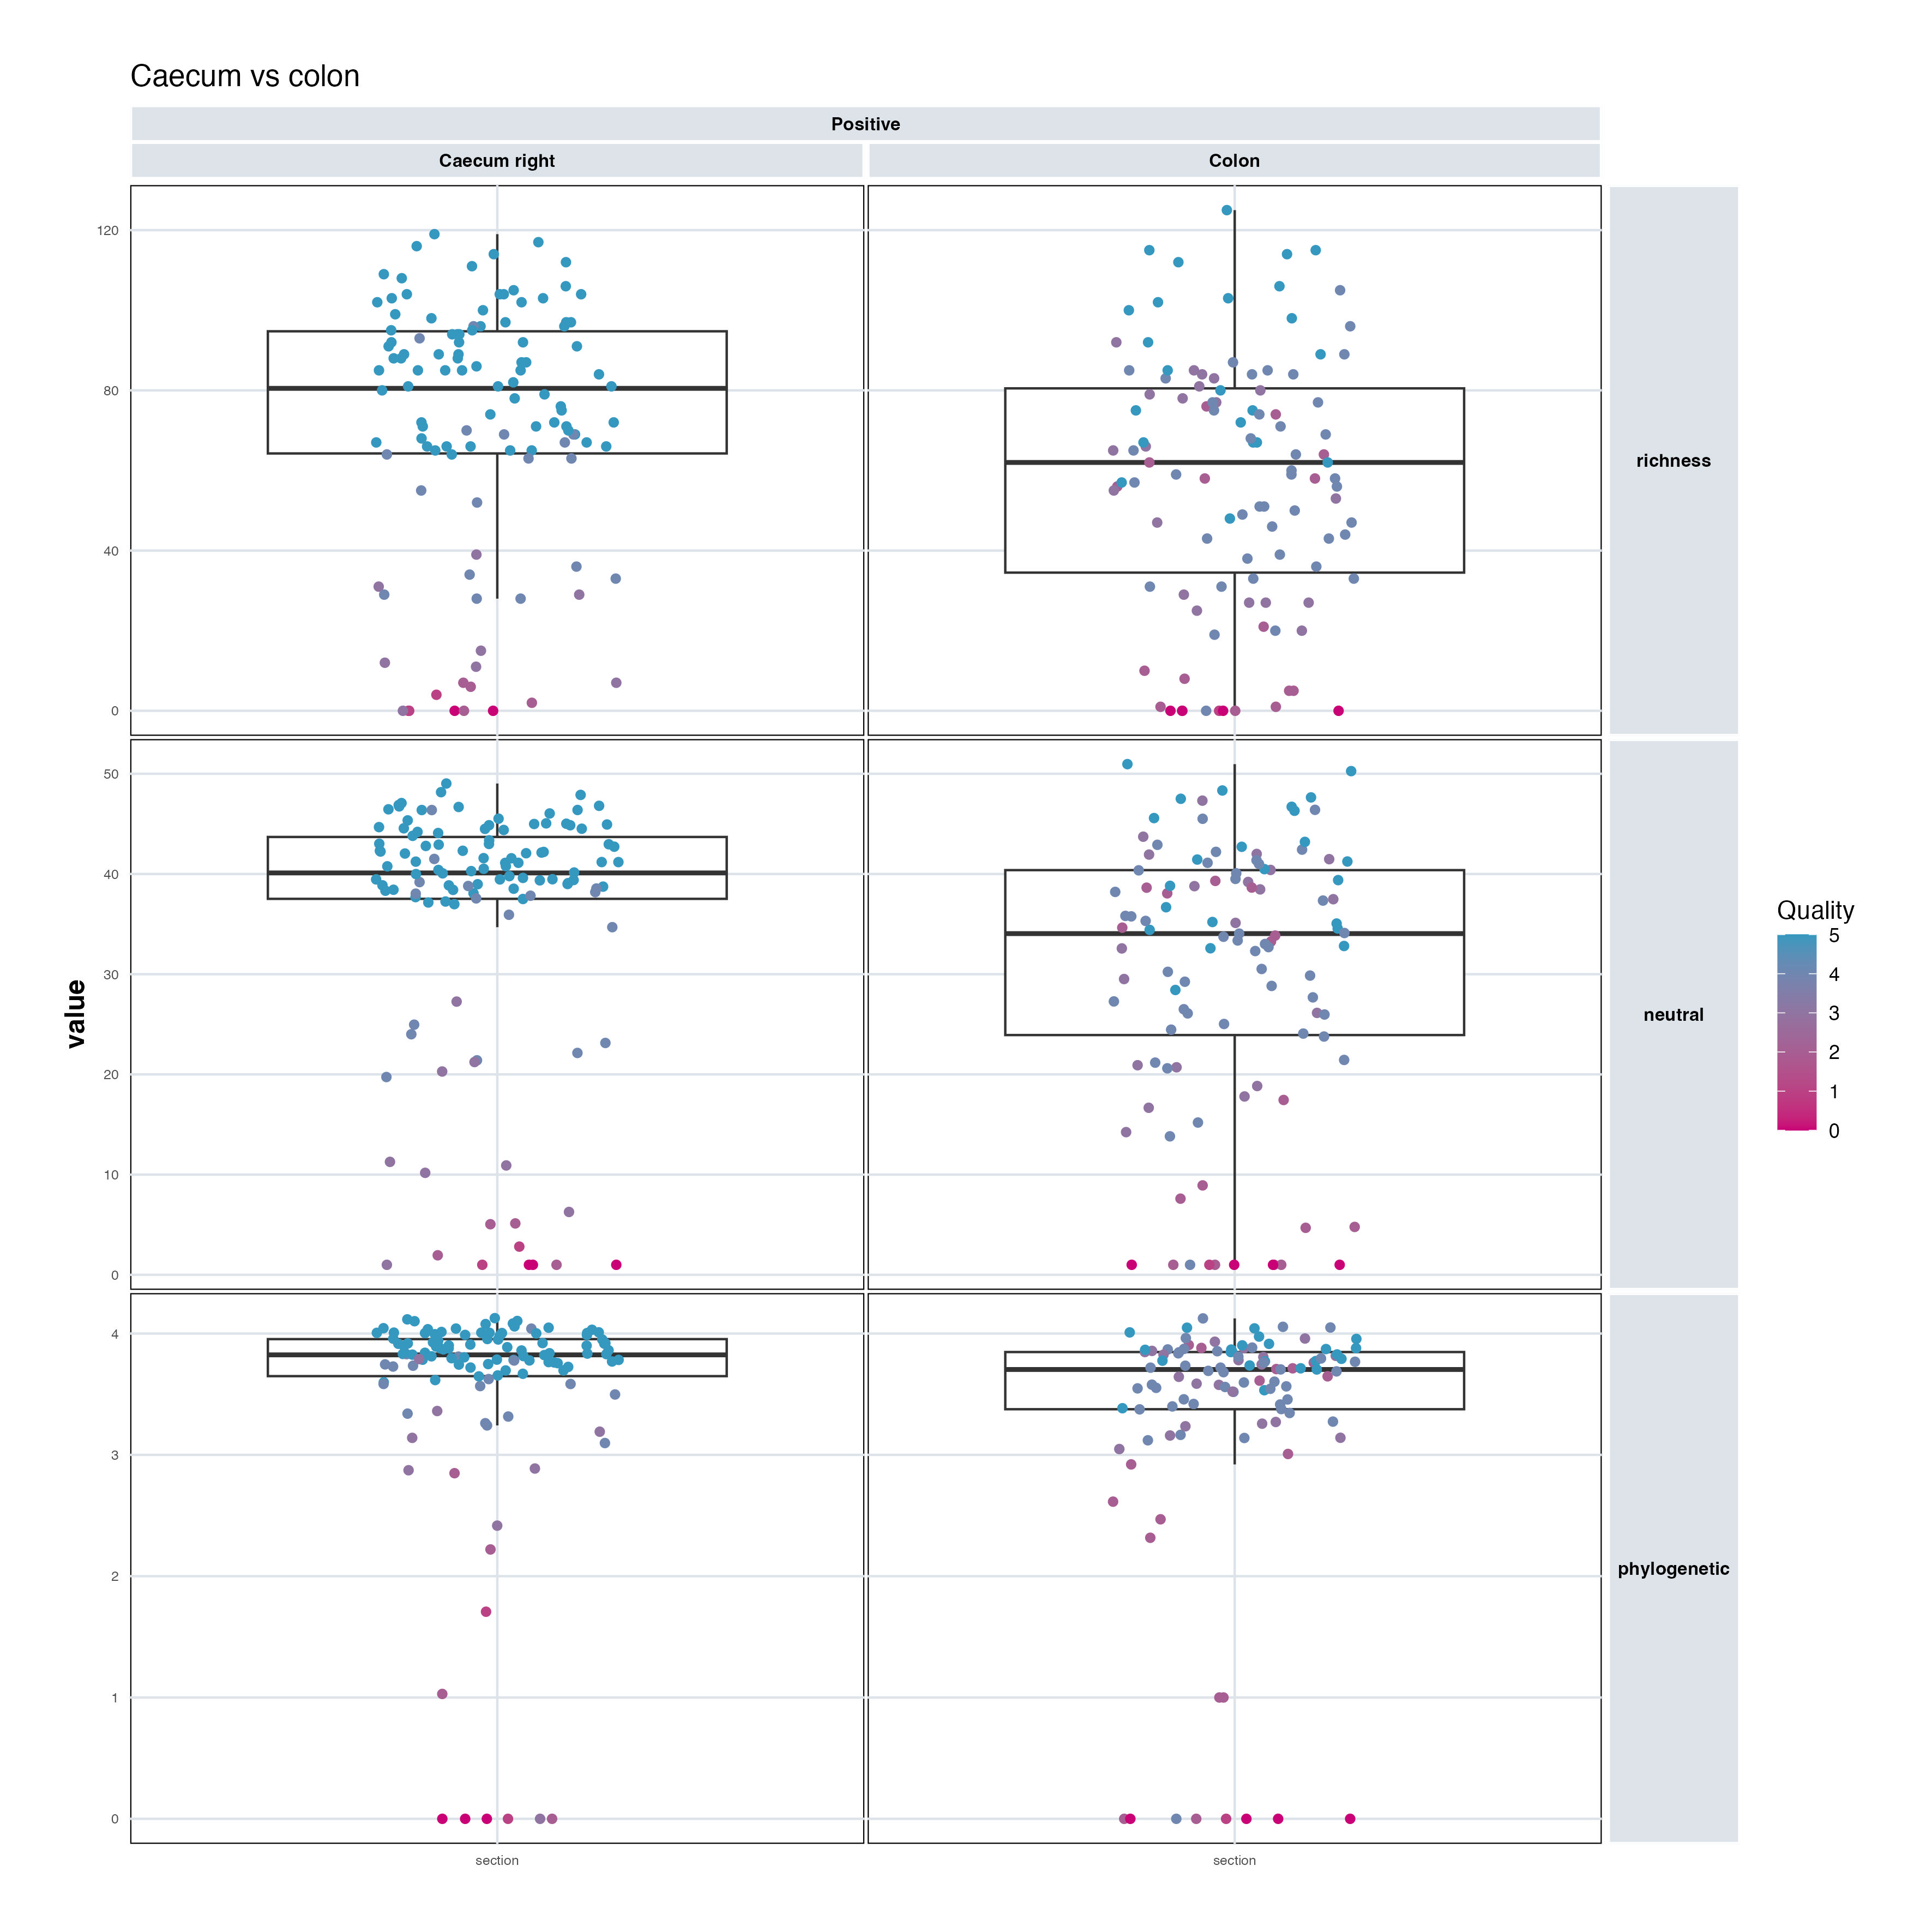 Caecum vs colon
Positive
Caecum right
Colon
120
80
40
0
richness
50
40
30
20
10
0
neutral
4
3
2
1
0
phylogenetic
value
section
section
Quality
5
4
3
2
1
0